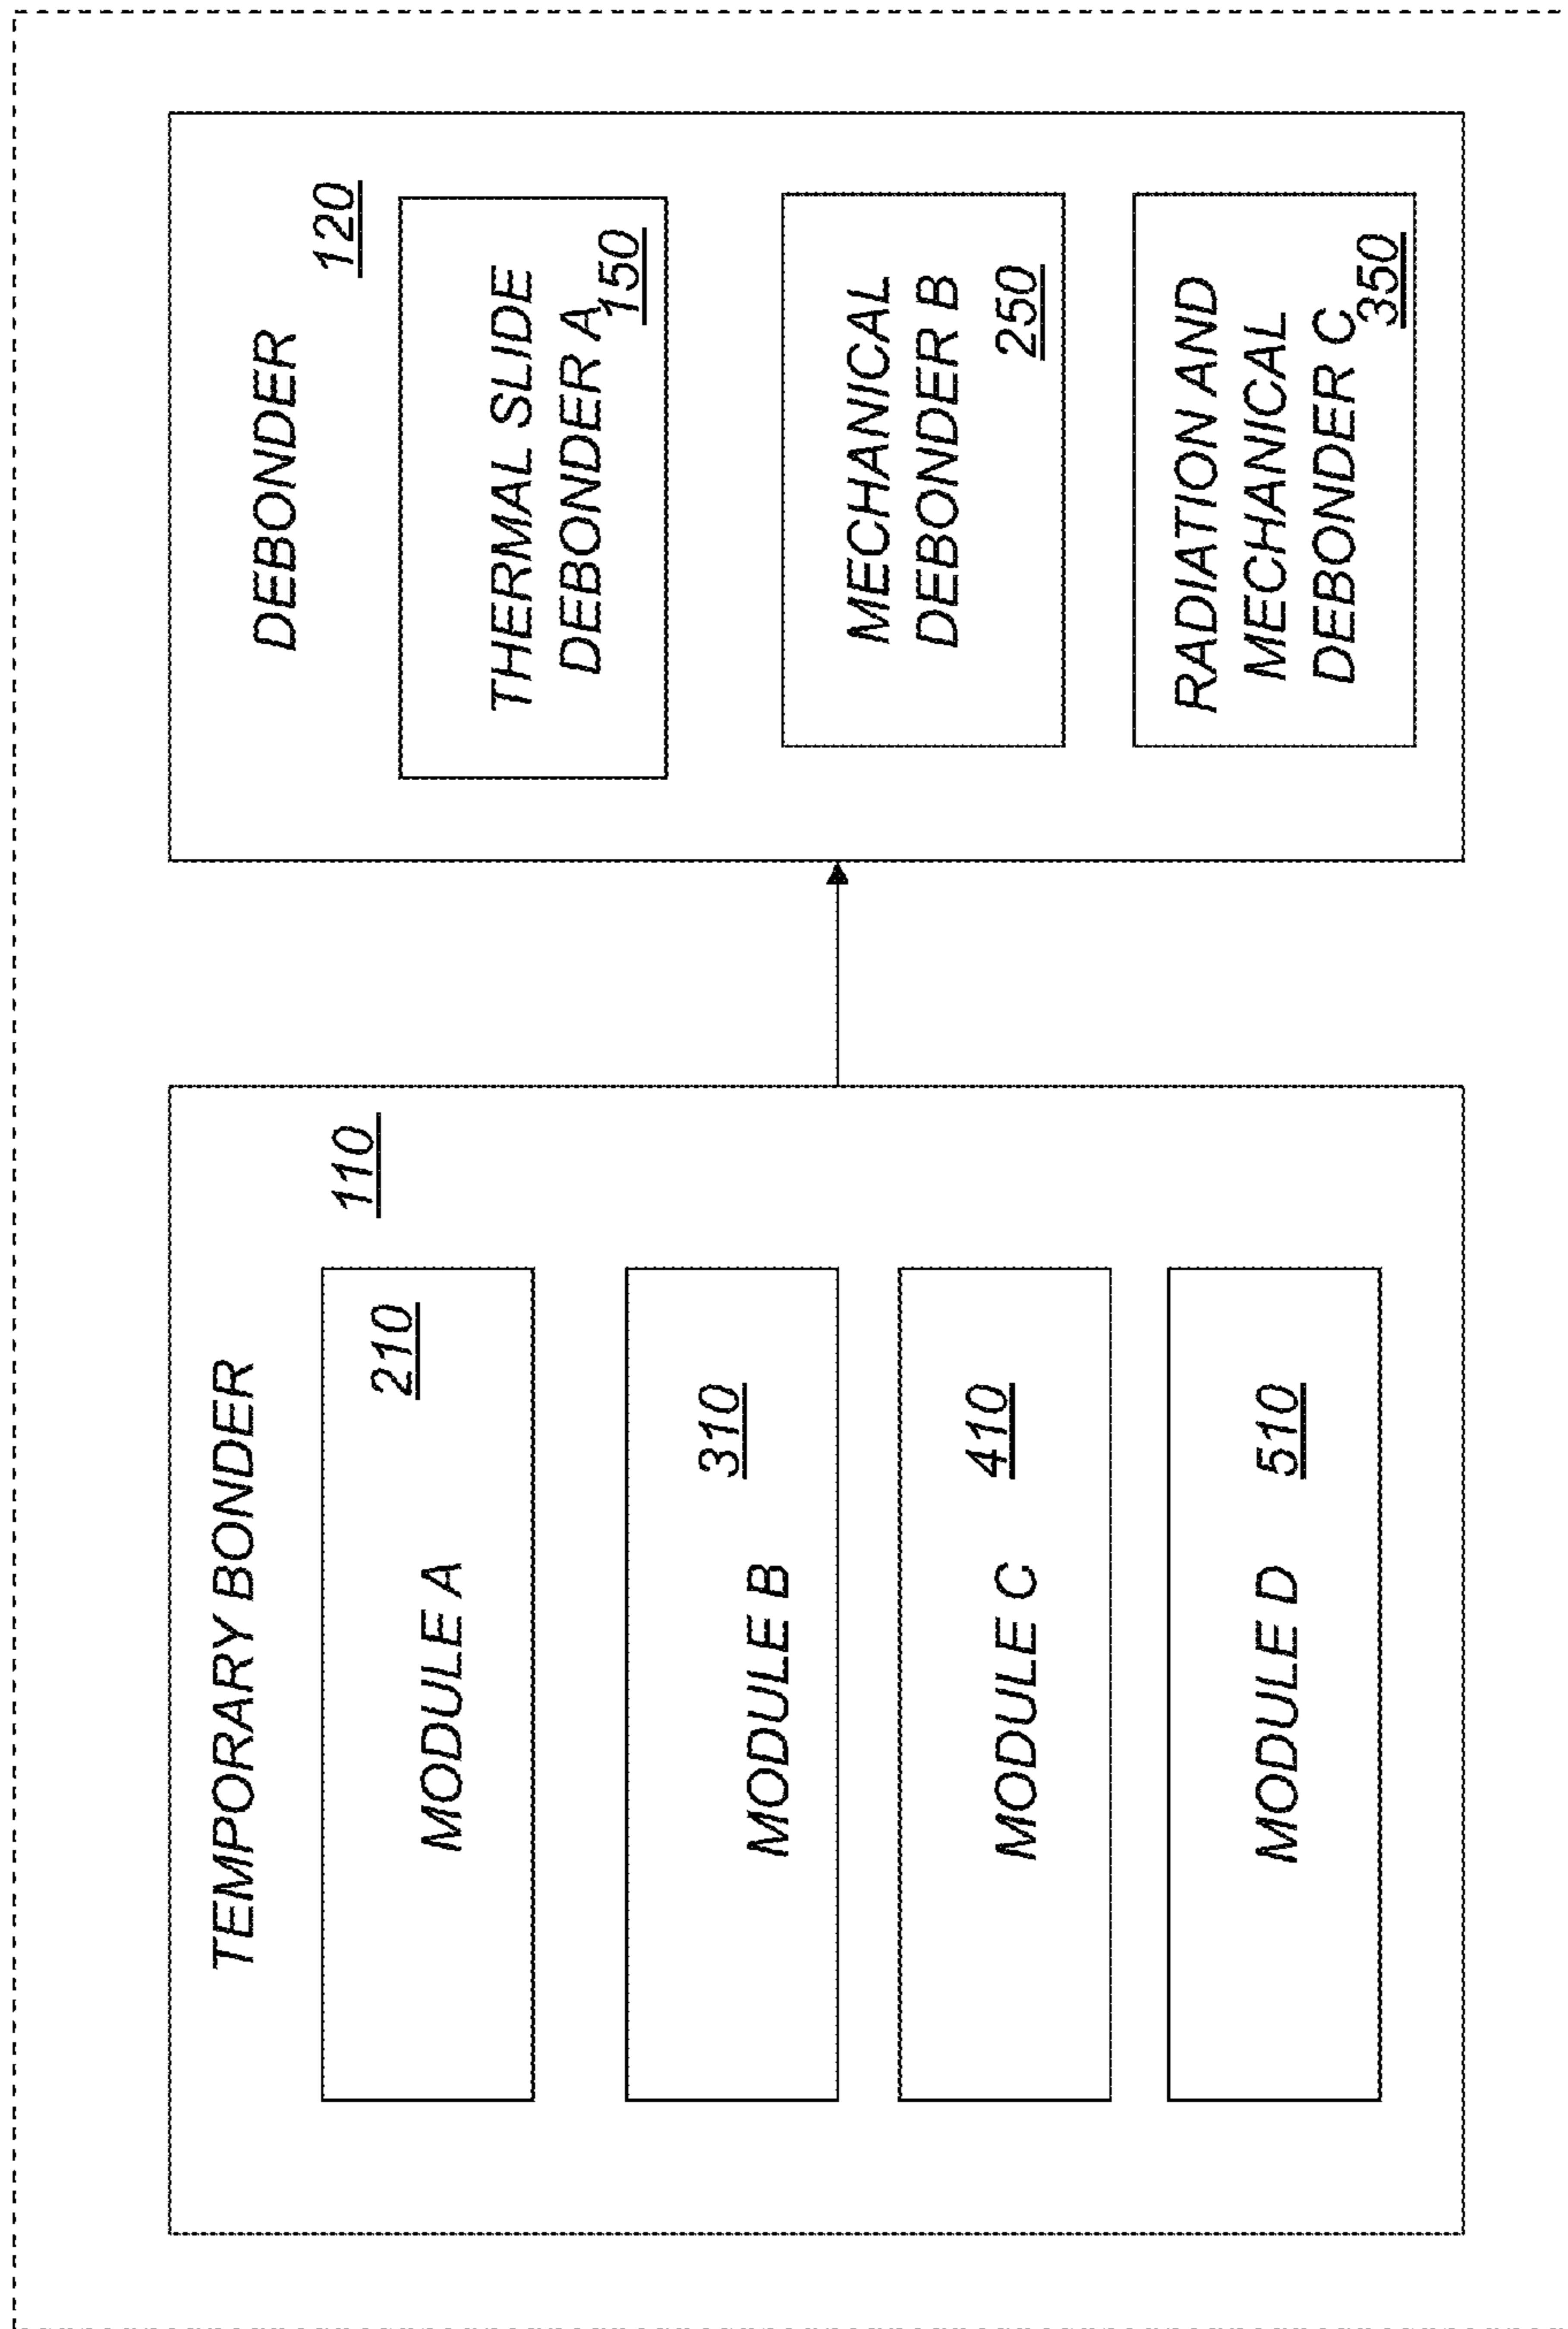 TEMPORARY BONDER
110
MODULE A
210
MODULE B
310
MODULE C
410
MODULE D
510
DEBONDER
120
THERMAL SLIDE
DEBONDER A
150
MECHANICAL
DEBONDER B
250
RADIATION AND
MECHANICAL
DEBONDER C
350